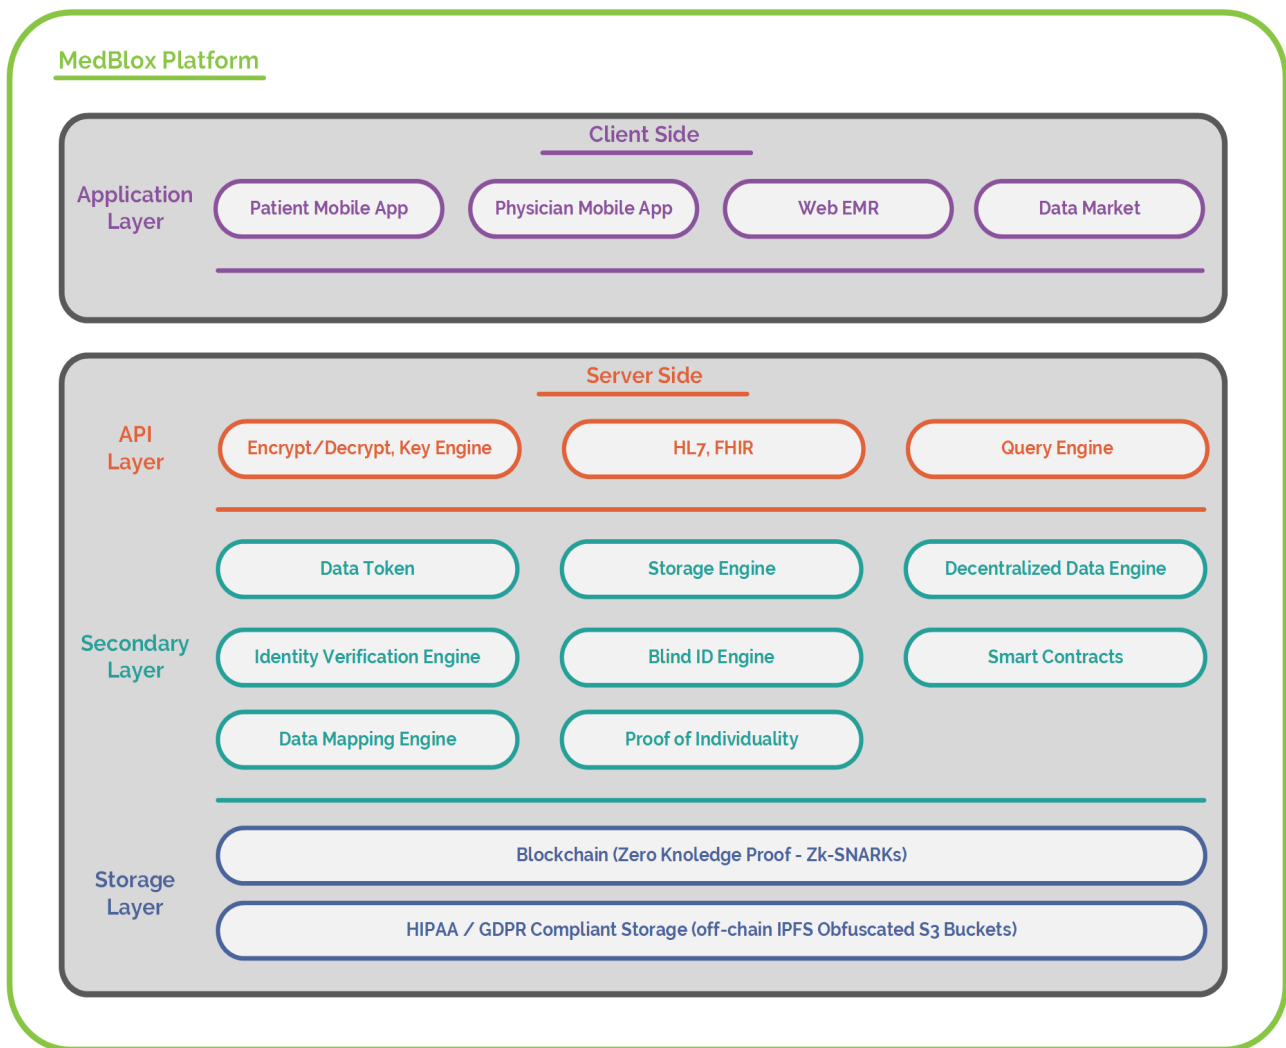 MedBlox Platform
Client Side
Application
Layer
Patient Mobile App
Physician Mobile App
Web EMR
Data Market
Server Side
API
Layer
Encrypt/Decrypt, Key Engine
HL7, FHIR
Query Engine
Secondary
Layer
Data Token
Storage Engine
Decentralized Data Engine
Identity Verification Engine
Blind ID Engine
Smart Contracts
Data Mapping Engine
Proof of Individuality
Storage
Layer
Blockchain (Zero Knoledge Proof - Zk-SNARKs)
HIPAA / GDPR Compliant Storage (off-chain IPFS Obfuscated S3 Buckets)